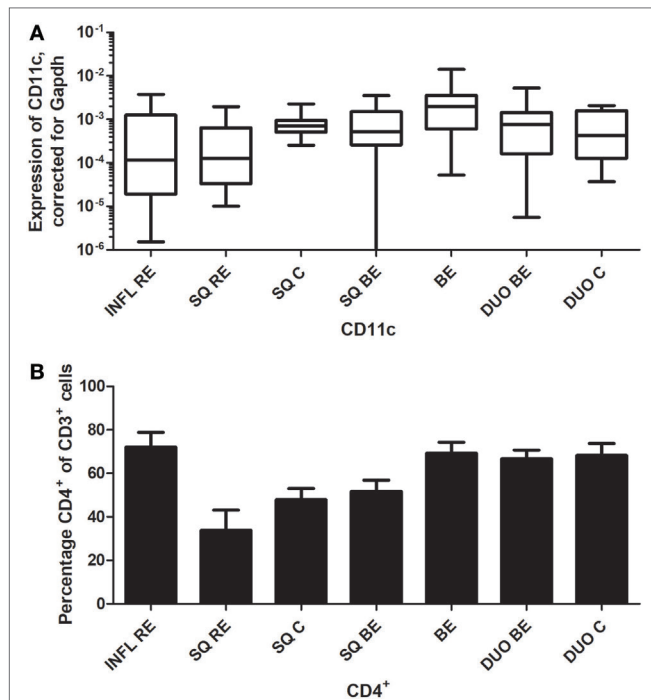 A
Expression of CD11c,
corrected for Gapdh
10⁻¹
10⁻²
10⁻³
10⁻⁴
10⁻⁵
10⁻⁶
INFL RE
SQ RE
SQ C
SQ BE
BE
DUO BE
DUO C
CD11c
B
Percentage CD4⁺ of CD3⁺ cells
100
80
60
40
20
0
INFL RE
SQ RE
SQ C
SQ BE
BE
DUO BE
DUO C
CD4⁺